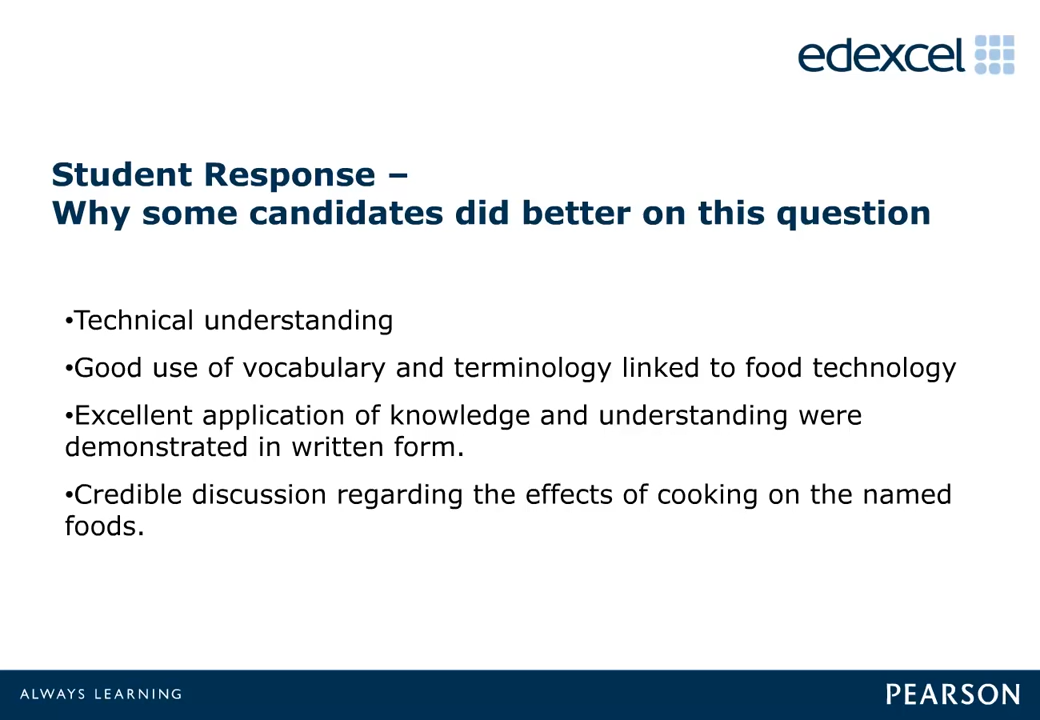 edexcel
Student Response –
Why some candidates did better on this question
•Technical understanding
•Good use of vocabulary and terminology linked to food technology
•Excellent application of knowledge and understanding were
demonstrated in written form.
•Credible discussion regarding the effects of cooking on the named
foods.
ALWAYS LEARNING
PEARSON